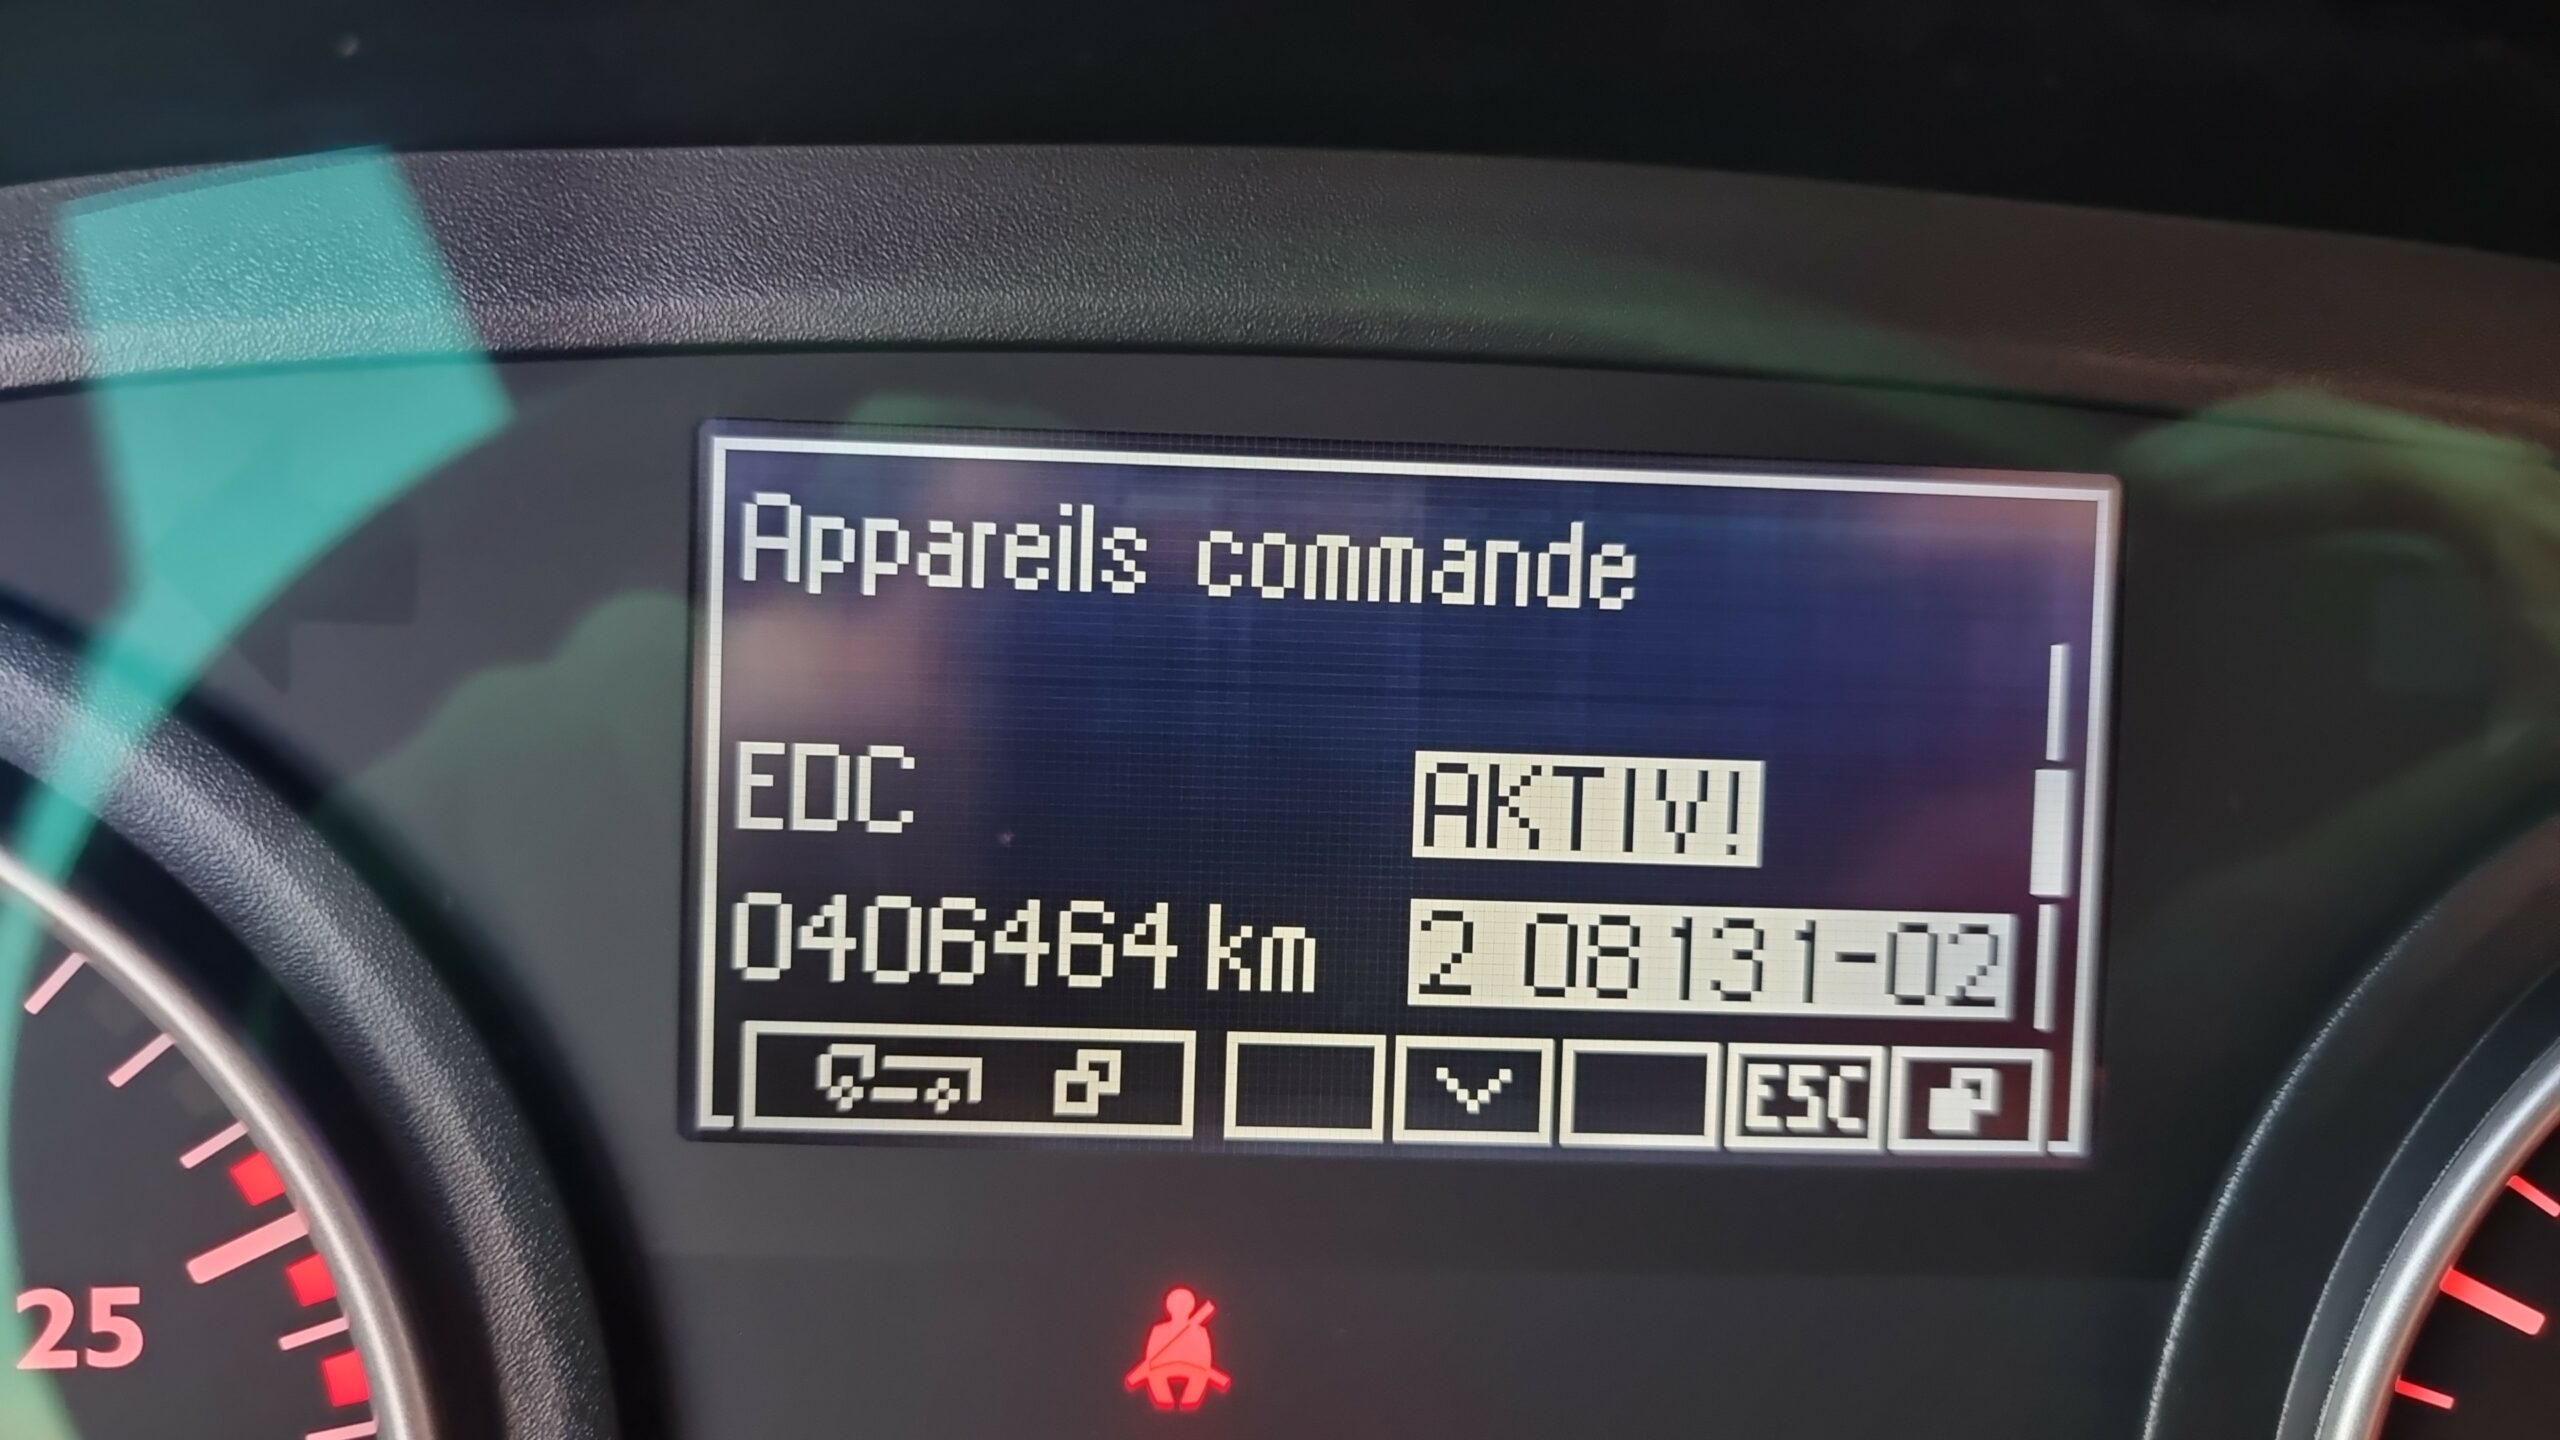 Appareils commande
EDC AKTIV!
0406464 km 2 08131-02
ESC
25